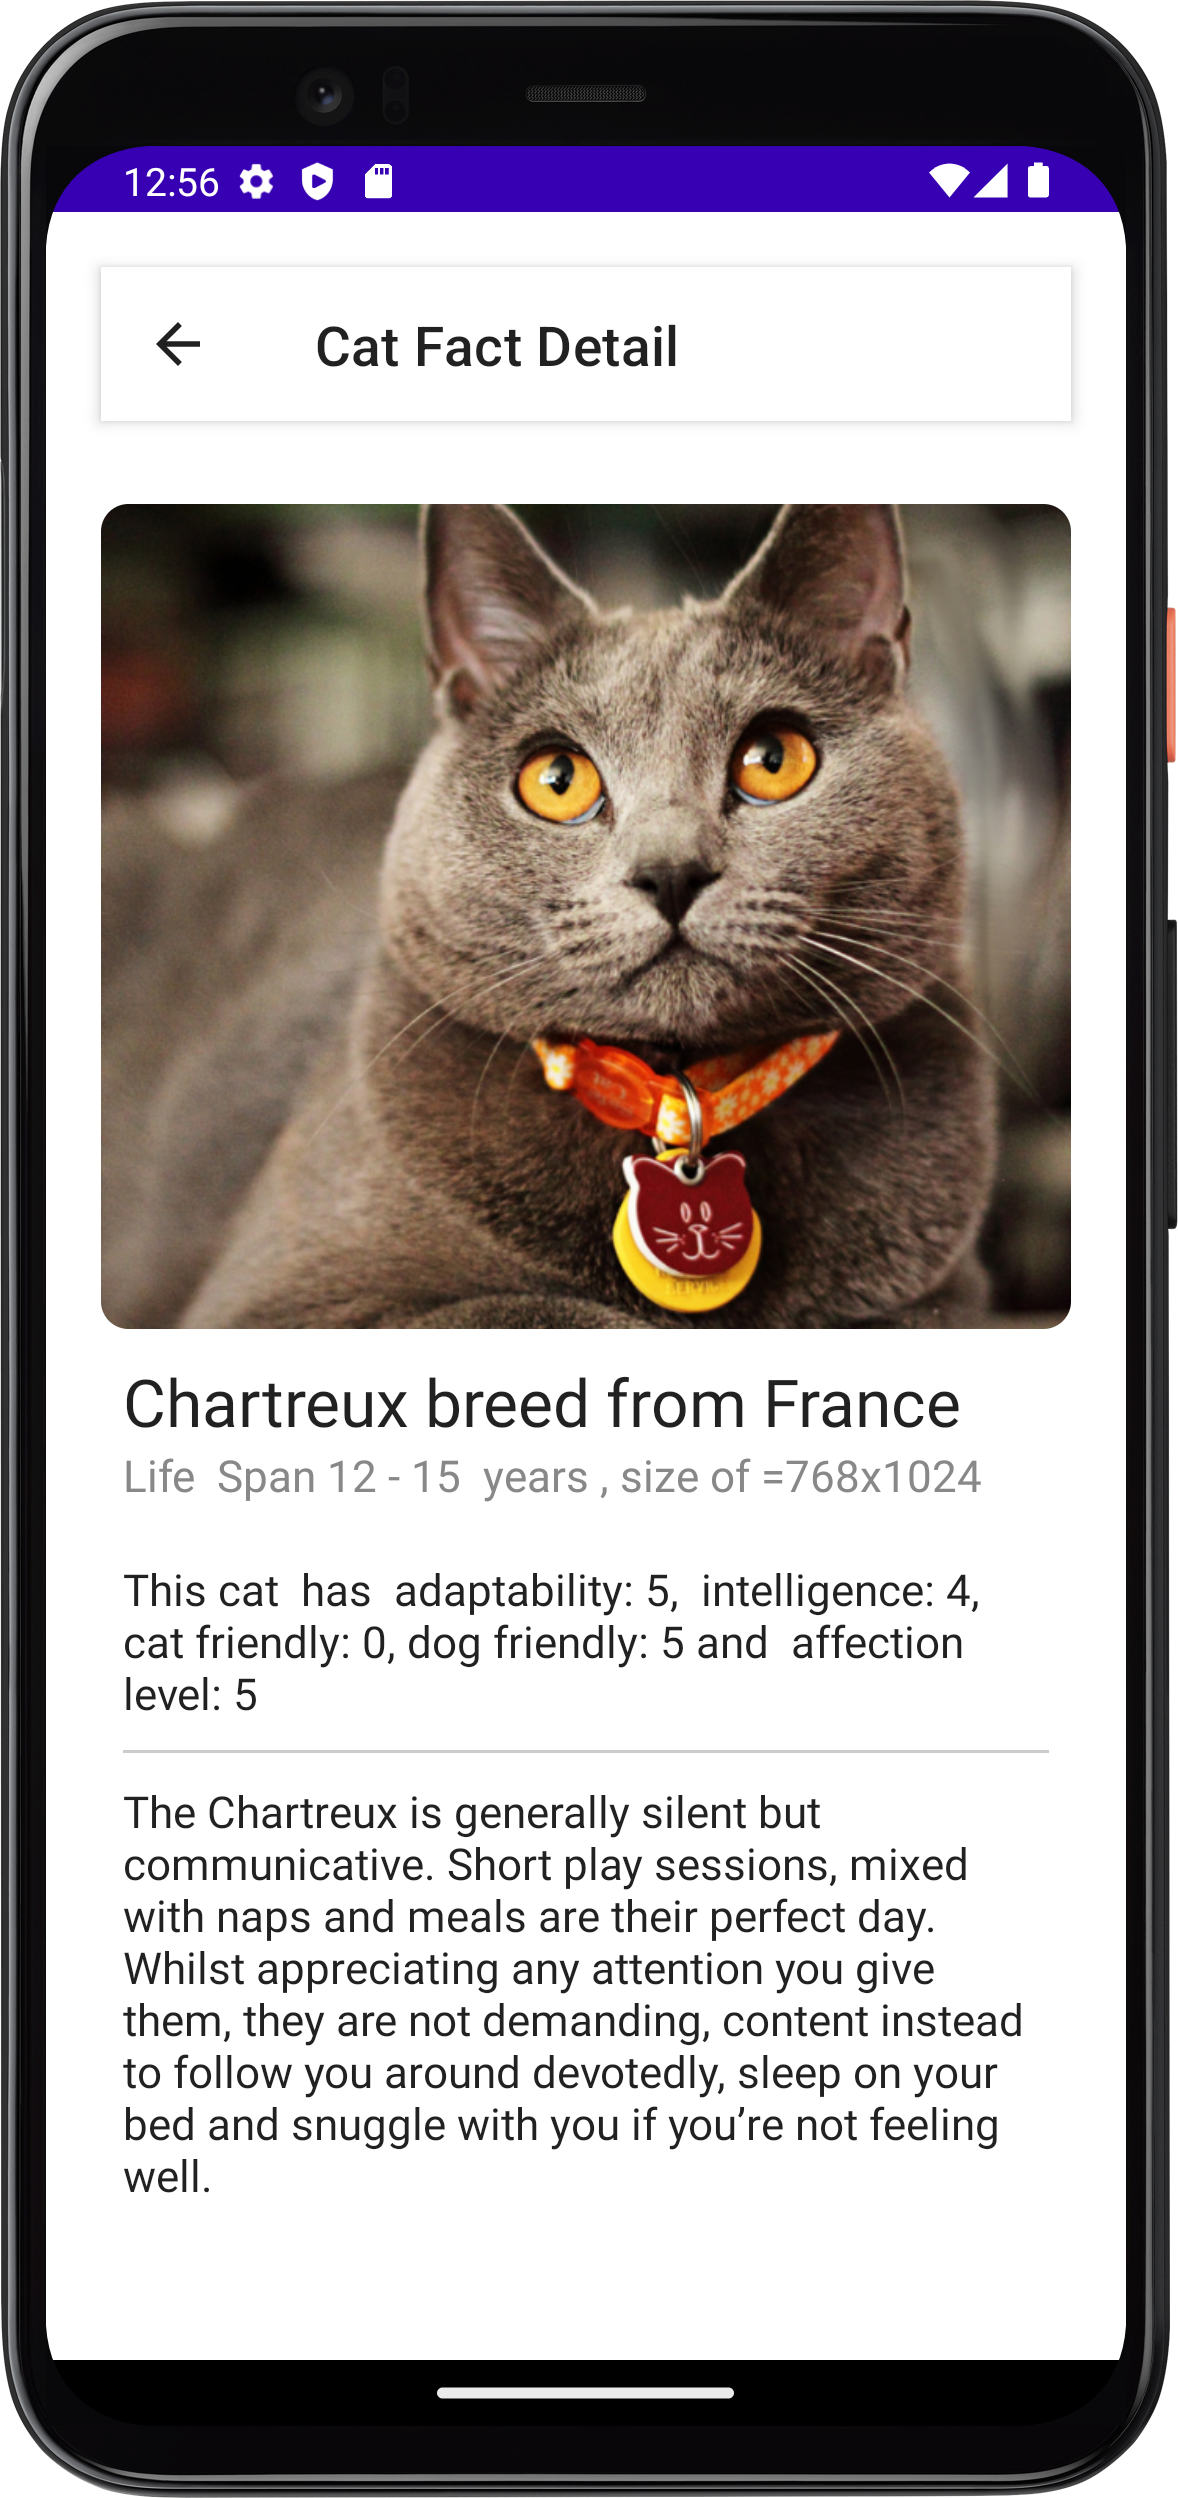 12:56
Cat Fact Detail
Chartreux breed from France
Life  Span 12 - 15  years , size of =768x1024
This cat  has  adaptability: 5,  intelligence: 4,
cat friendly: 0, dog friendly: 5 and  affection
level: 5
The Chartreux is generally silent but
communicative. Short play sessions, mixed
with naps and meals are their perfect day.
Whilst appreciating any attention you give
them, they are not demanding, content instead
to follow you around devotedly, sleep on your
bed and snuggle with you if you’re not feeling
well.